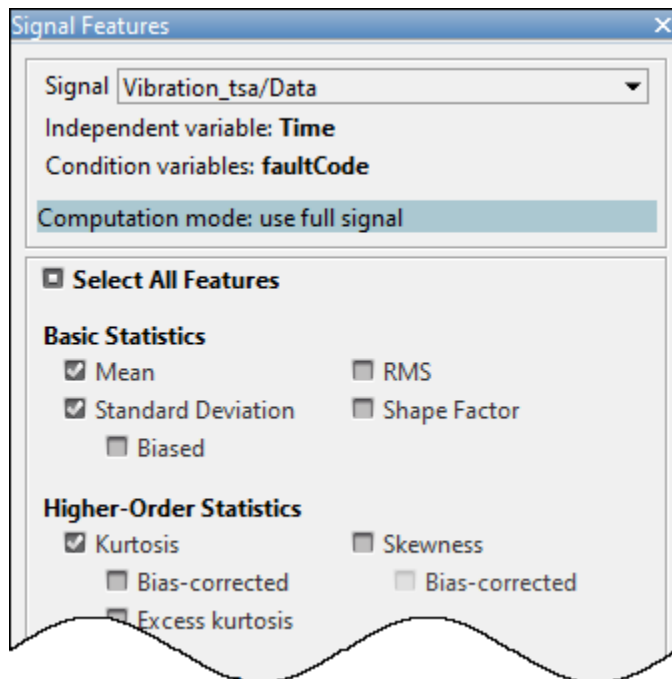 Signal Features
Signal Vibration_tsa/Data
Independent variable: Time
Condition variables: faultCode
Computation mode: use full signal
Select All Features
Basic Statistics
Mean RMS
Standard Deviation Shape Factor
Biased
Higher-Order Statistics
Kurtosis Skewness
Bias-corrected Bias-corrected
Excess kurtosis